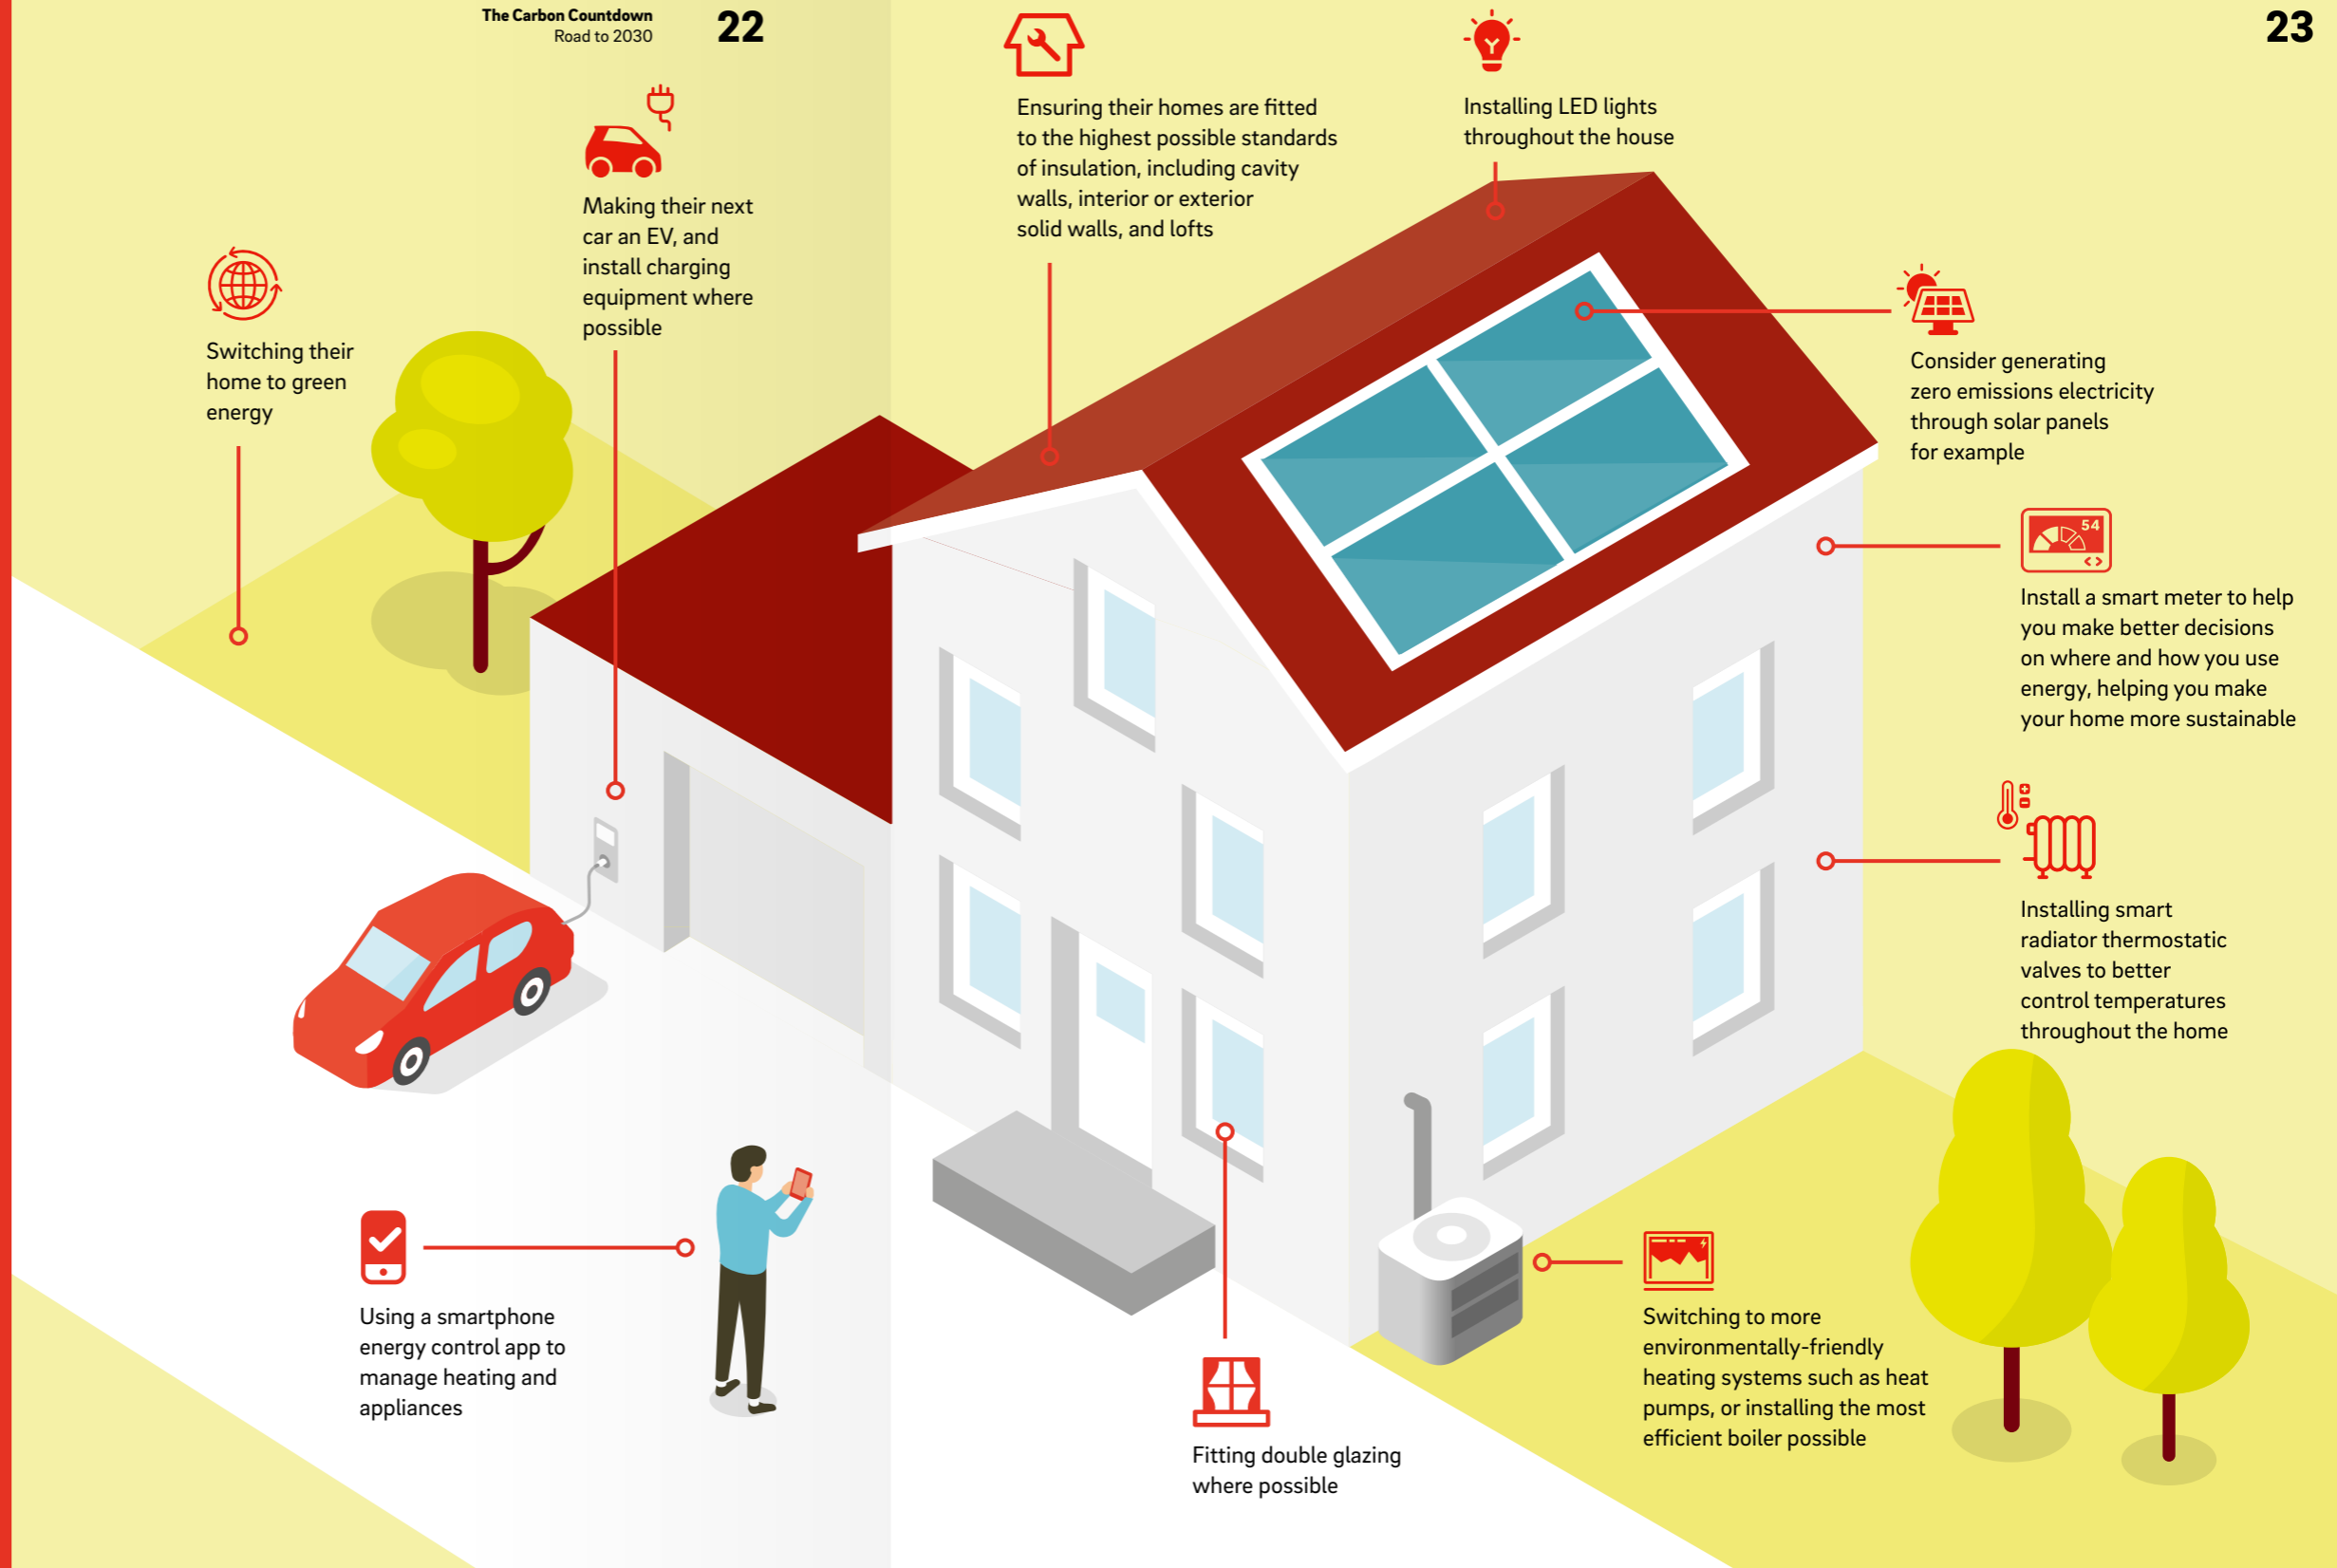 The Carbon Countdown
Road to 2030
22
23
Switching their
home to green
energy
Making their next
car an EV, and
install charging
equipment where
possible
Ensuring their homes are fitted
to the highest possible standards
of insulation, including cavity
walls, interior or exterior
solid walls, and lofts
Installing LED lights
throughout the house
Consider generating
zero emissions electricity
through solar panels
for example
54
Install a smart meter to help
you make better decisions
on where and how you use
energy, helping you make
your home more sustainable
Installing smart
radiator thermostatic
valves to better
control temperatures
throughout the home
Using a smartphone
energy control app to
manage heating and
appliances
Fitting double glazing
where possible
Switching to more
environmentally-friendly
heating systems such as heat
pumps, or installing the most
efficient boiler possible